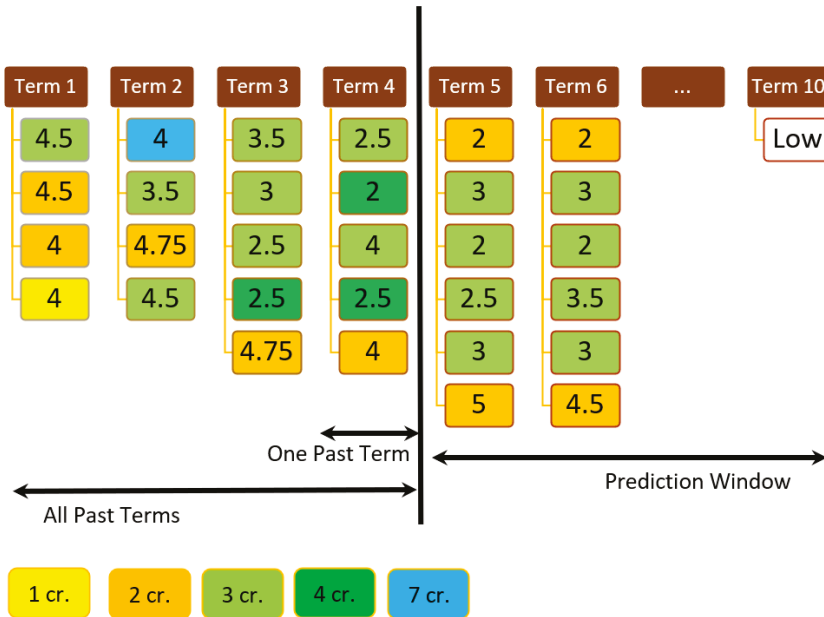 Term 1 Term 2 Term 3 Term 4 Term 5 Term 6 ... Term 10
4.5 4 3.5 2.5 2 2 Low
4.5 3.5 3 2 3 3
4 4.75 2.5 4 2 2
4 4.5 2.5 2.5 2.5 3.5
4.75 4 3 3
5 4.5
One Past Term
Prediction Window
All Past Terms
1 cr. 2 cr. 3 cr. 4 cr. 7 cr.